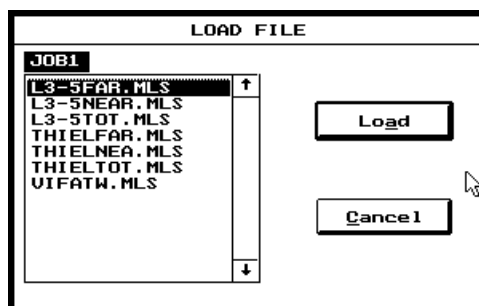 LOAD FILE
JOB1
L3-5FAR.MLS
L3-5NEAR.MLS
L3-5TOT.MLS
THIELFAR.MLS
THIELNEA.MLS
THIELTOT.MLS
VIFATW.MLS
Load
Cancel